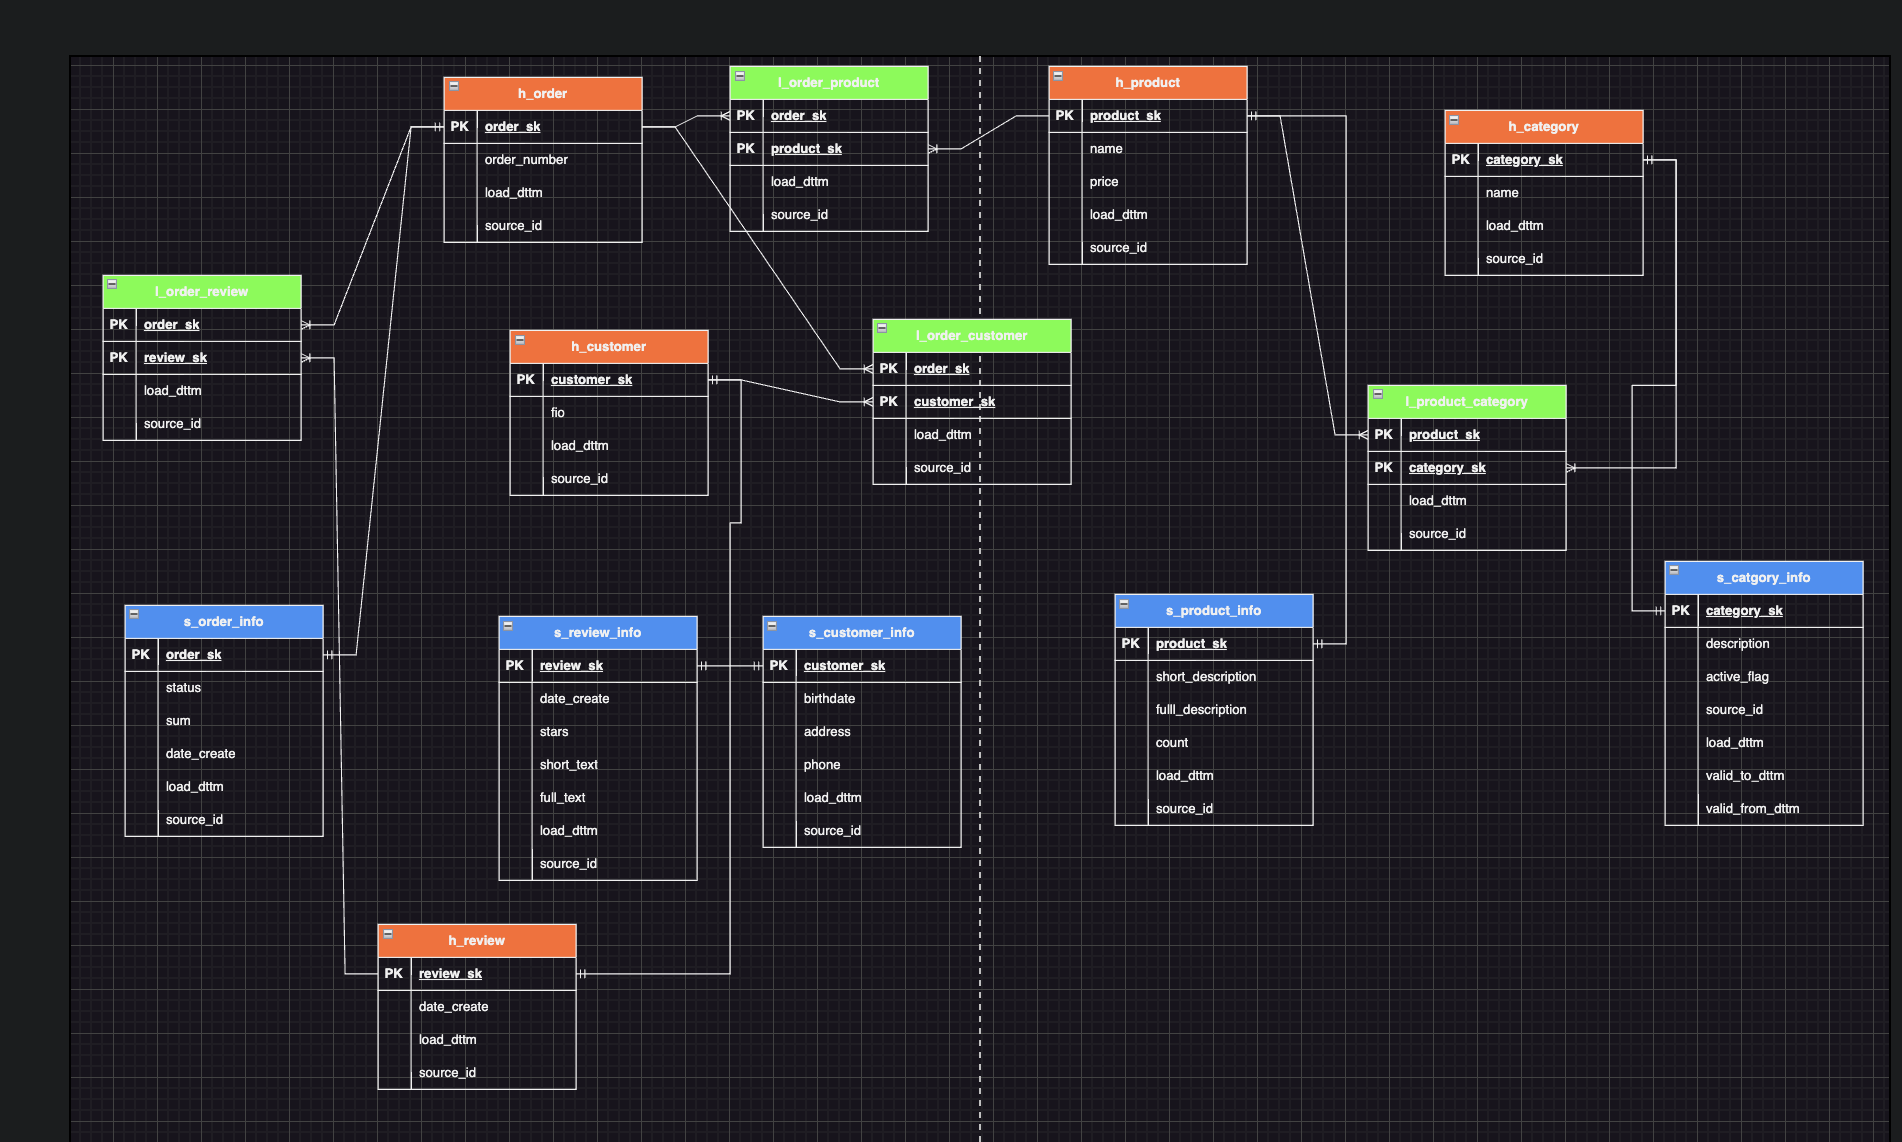 h_order
PK order_sk
order_number
load_dttm
source_id
l_order_product
PK order_sk
PK product_sk
load_dttm
source_id
h_product
PK product_sk
name
price
load_dttm
source_id
h_category
PK category_sk
name
load_dttm
source_id
l_order_review
PK order_sk
PK review_sk
load_dttm
source_id
h_customer
PK customer_sk
fio
load_dttm
source_id
l_order_customer
PK order_sk
PK customer_sk
load_dttm
source_id
l_product_category
PK product_sk
PK category_sk
load_dttm
source_id
s_order_info
PK order_sk
status
sum
date_create
load_dttm
source_id
s_review_info
PK review_sk
date_create
stars
short_text
full_text
load_dttm
source_id
s_customer_info
PK customer_sk
birthdate
address
phone
load_dttm
source_id
s_product_info
PK product_sk
short_description
fulll_description
count
load_dttm
source_id
s_catgory_info
PK category_sk
description
active_flag
source_id
load_dttm
valid_to_dttm
valid_from_dttm
h_review
PK review_sk
date_create
load_dttm
source_id